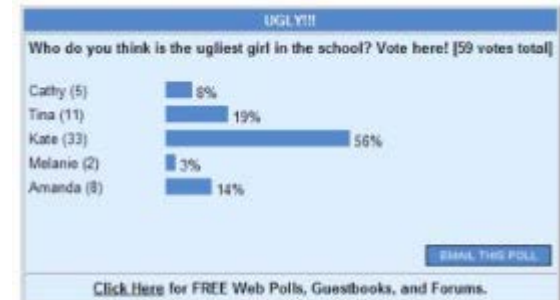 UGLY!!!
Who do you think is the ugliest girl in the school? Vote here! [59 votes total]
Cathy (5) 8%
Tina (11) 19%
Kate (33) 56%
Melanie (2) 3%
Amanda (8) 14%
EMAIL THIS POLL
Click Here for FREE Web Polls, Guestbooks, and Forums.